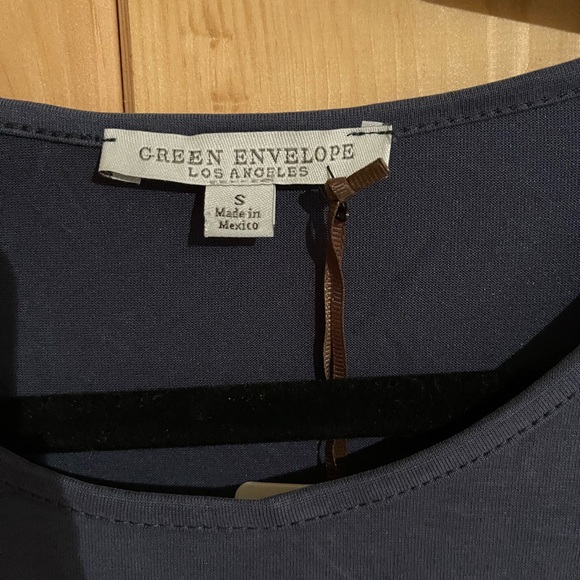 GREEN ENVELOPE
LOS ANGELES
S
Made in
Mexico